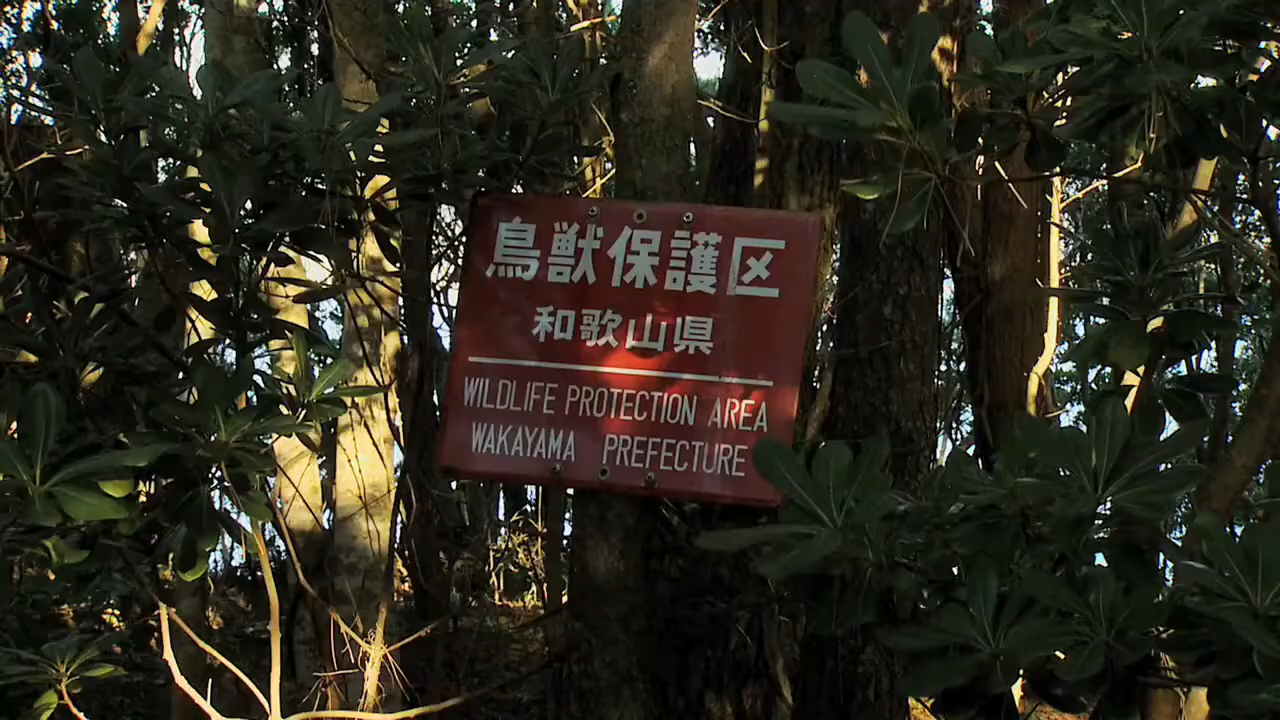 鳥獣保護区
和歌山県
WILDLIFE PROTECTION AREA
WAKAYAMA PREFECTURE